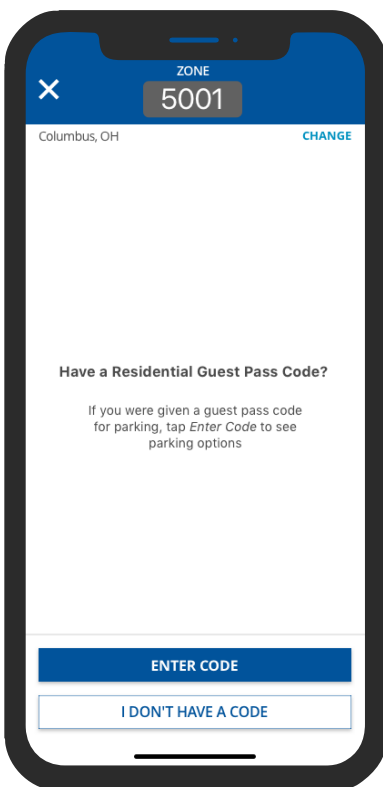 ZONE
5001
Columbus, OH
CHANGE
Have a Residential Guest Pass Code?
If you were given a guest pass code
for parking, tap Enter Code to see
parking options
ENTER CODE
I DON'T HAVE A CODE